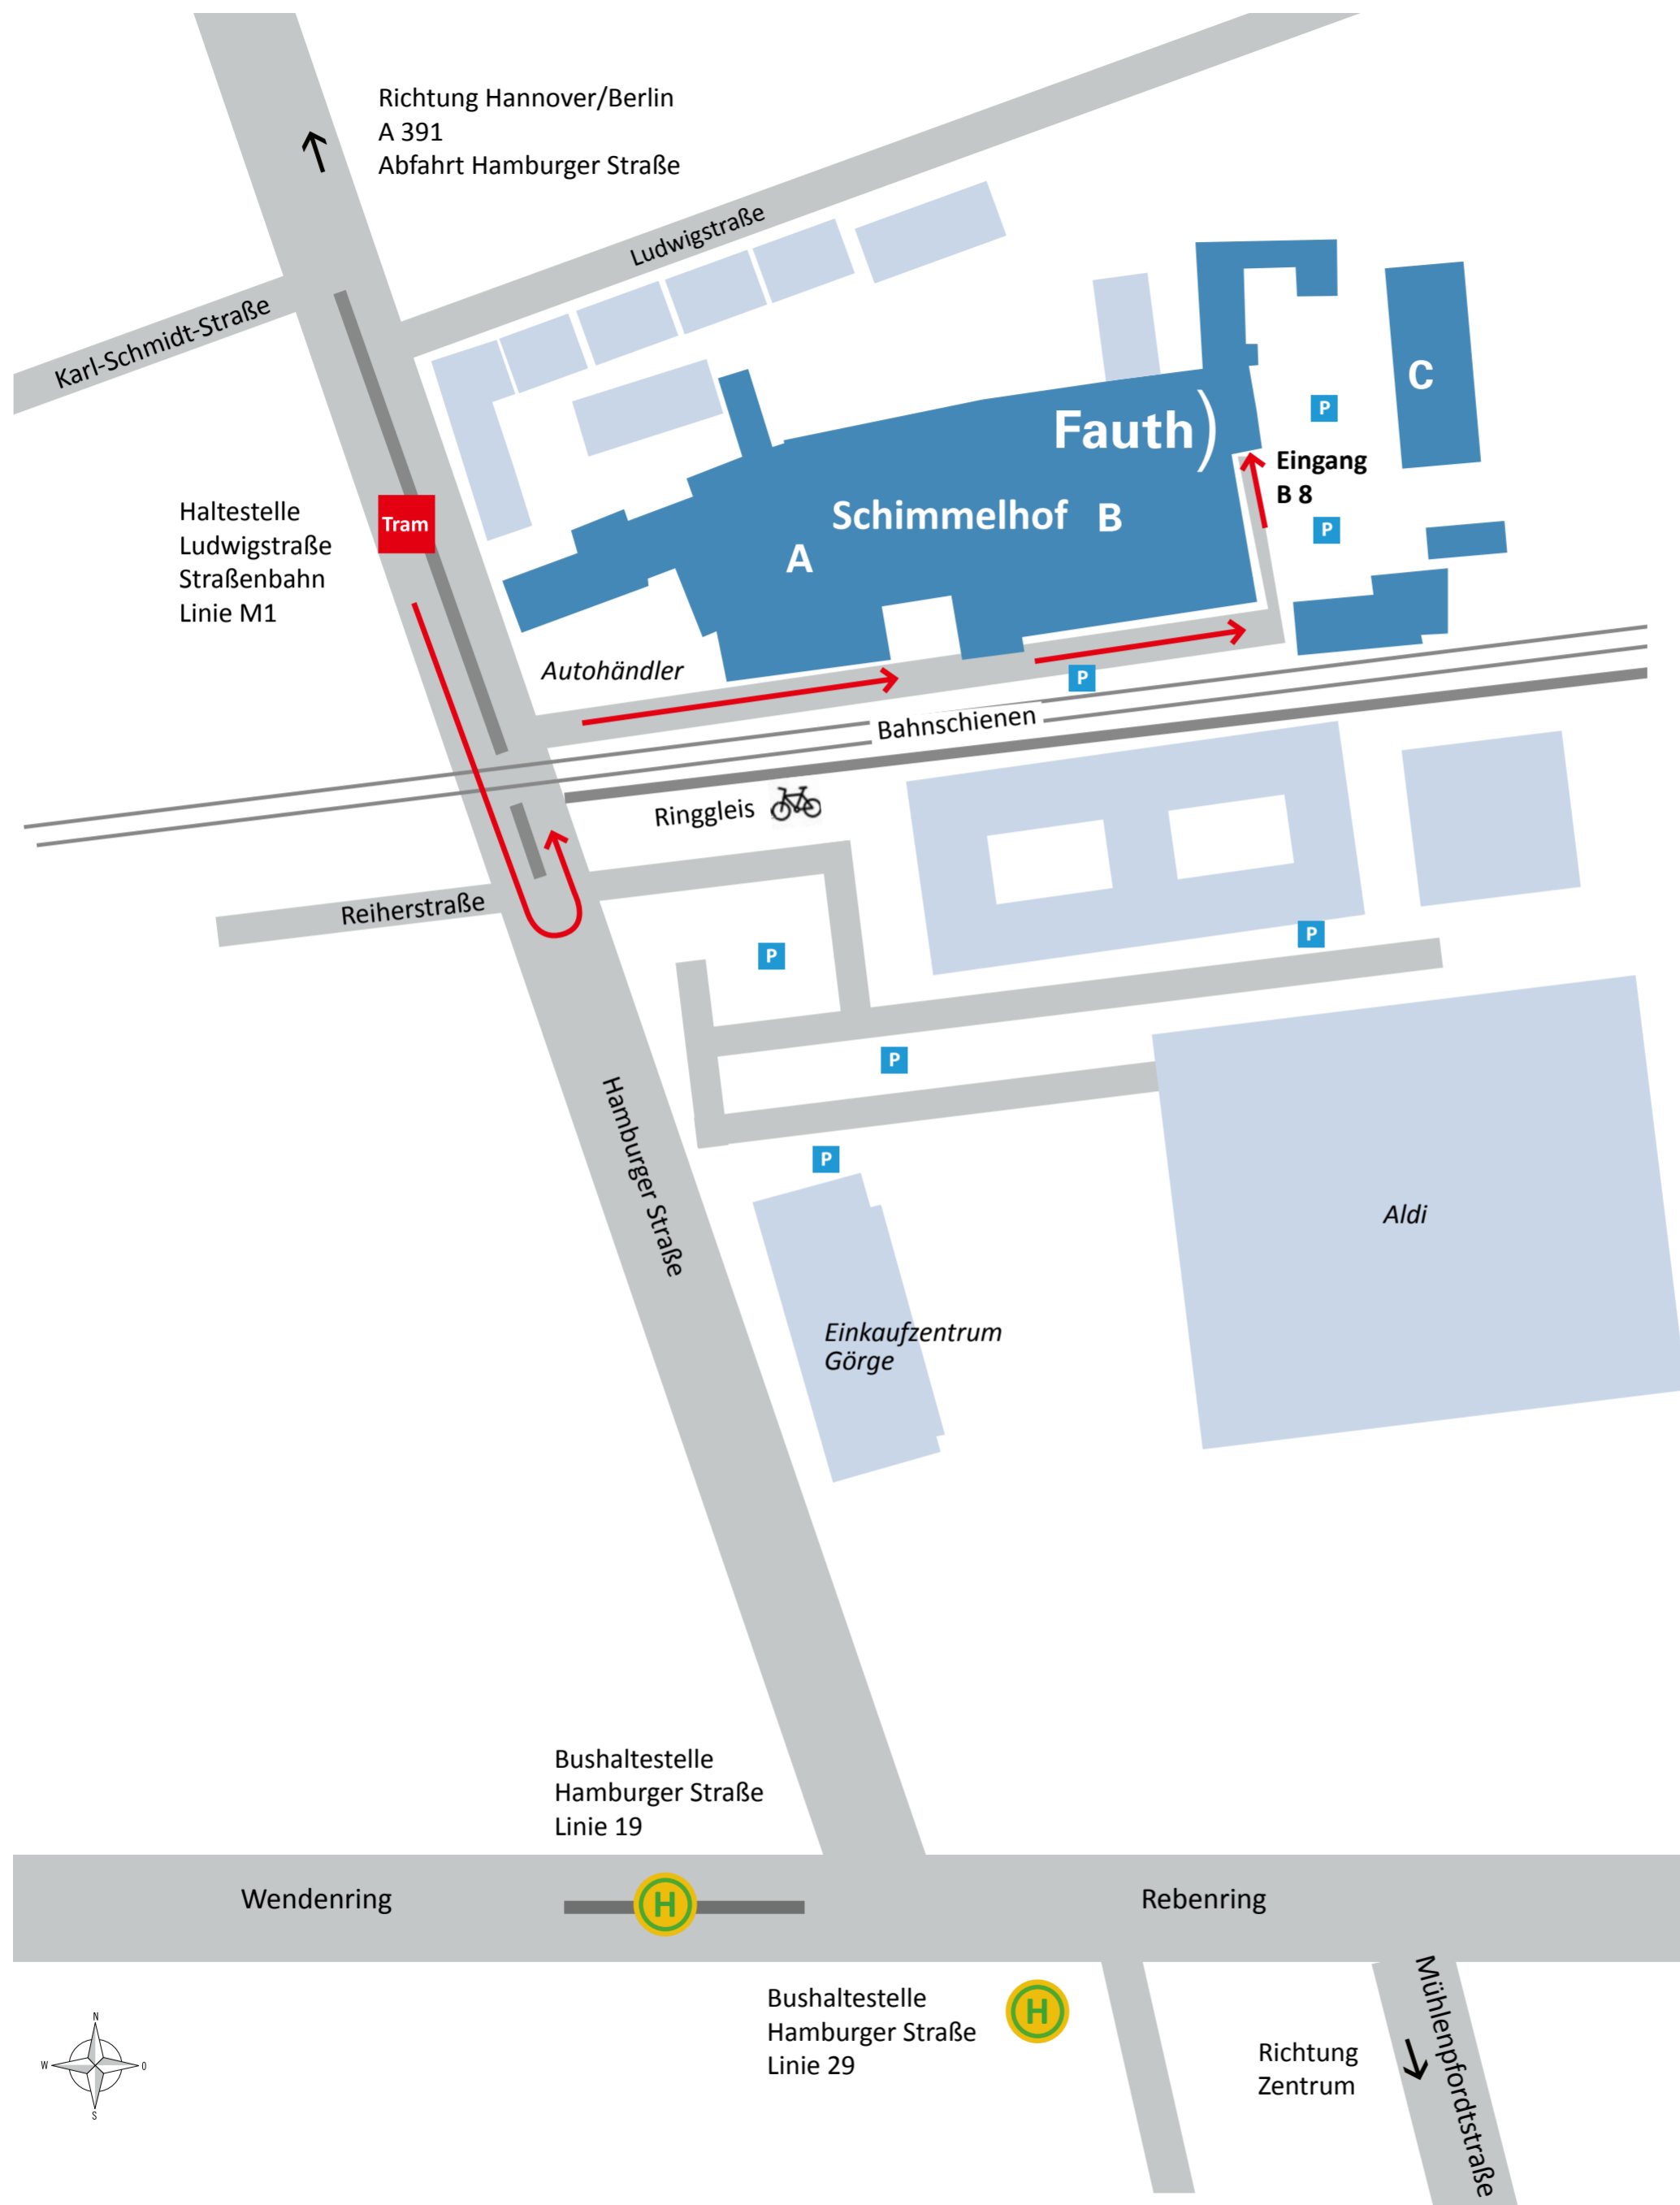 Richtung Hannover/Berlin
A 391
Abfahrt Hamburger Straße
Ludwigstraße
Karl-Schmidt-Straße
C
P
Fauth)
Eingang
B 8
Haltestelle
Ludwigstraße
Straßenbahn
Linie M1
Tram
Schimmelhof B
A
P
Autohändler
P
Bahnschienen
Ringgleis
Reiherstraße
P
P
P
Hamburger Straße
P
Aldi
Einkaufzentrum
Görge
Bushaltestelle
Hamburger Straße
Linie 19
Wendenring
H
Rebenring
Bushaltestelle
Hamburger Straße
Linie 29
H
Richtung
Zentrum
Mühlenpfordtstraße
N
W
O
S